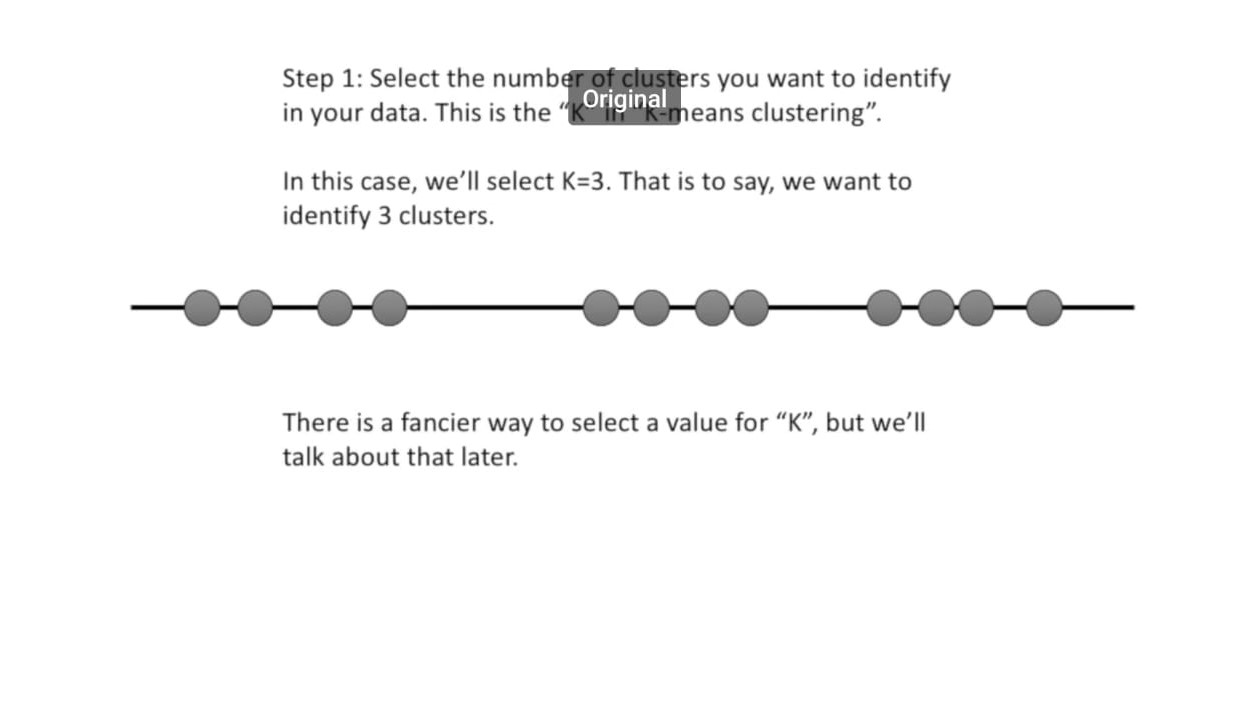 Step 1: Select the number of clusters you want to identify
in your data. This is the “K” in “K-means clustering”.
Original
In this case, we’ll select K=3. That is to say, we want to
identify 3 clusters.
There is a fancier way to select a value for “K”, but we’ll
talk about that later.